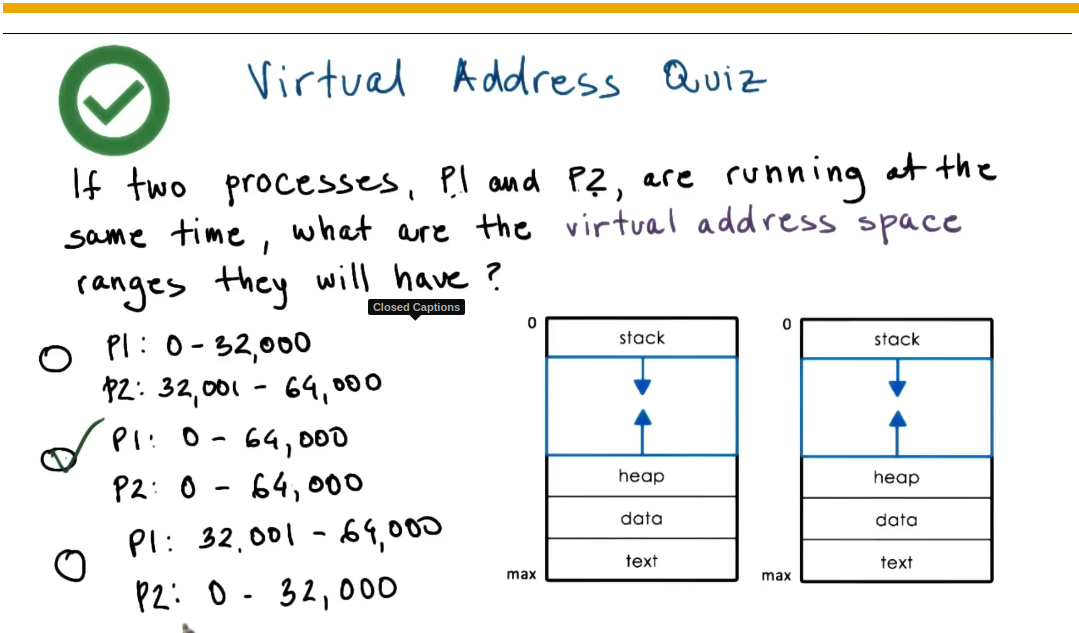 Virtual Address Quiz
If two processes, P1 and P2, are running at the
same time, what are the virtual address space
ranges they will have?
Closed Captions
P1: 0 - 32,000
P2: 32,001 - 64,000
P1: 0 - 64,000
P2: 0 - 64,000
P1: 32,001 - 64,000
P2: 0 - 32,000
0
stack
heap
data
text
max
0
stack
heap
data
text
max